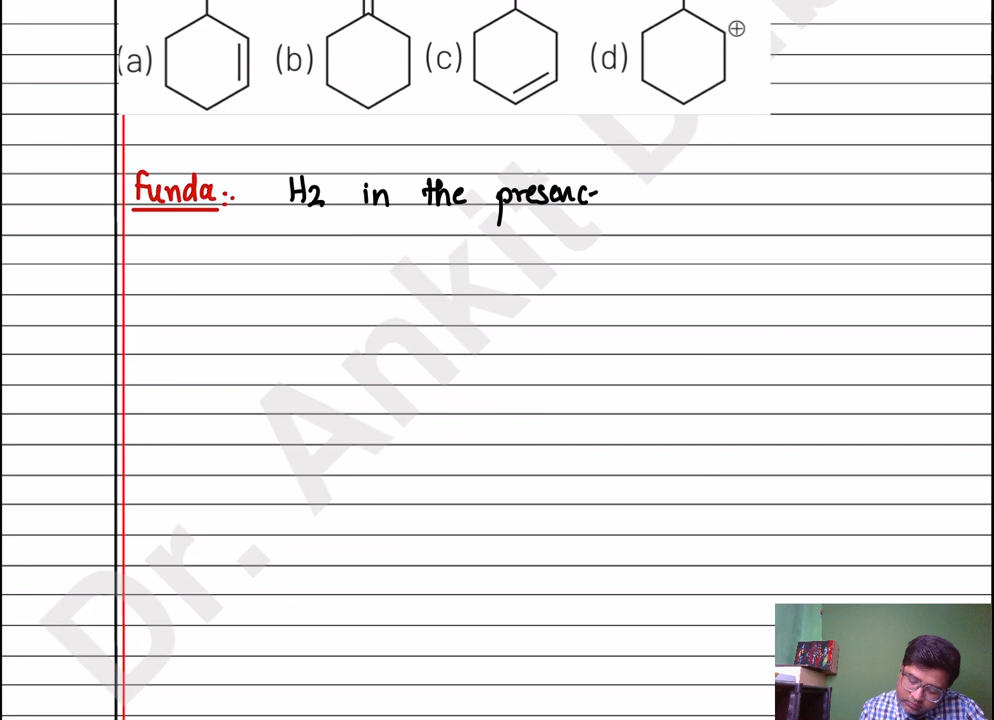 (a) (b) (c) (d) ⊕
Funda:. H2 in the presenc-
Dr. Ankit D